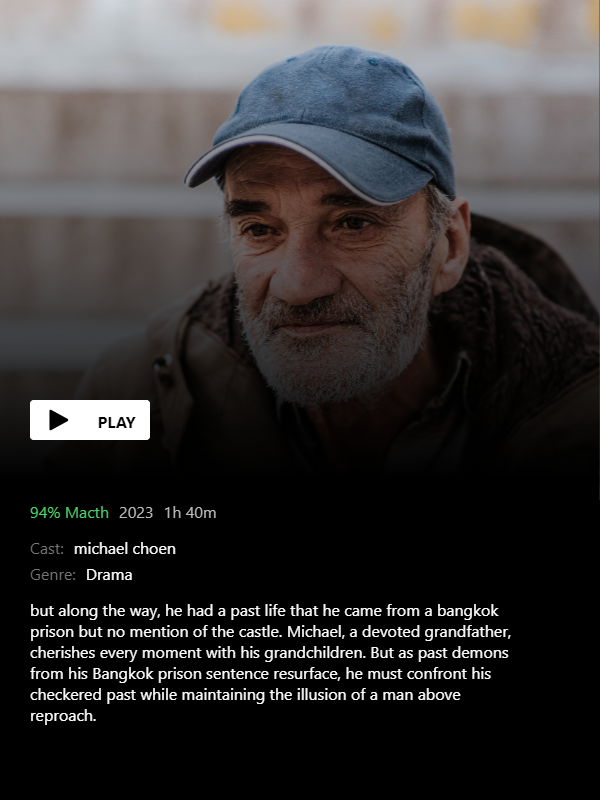 PLAY
94% Macth 2023 1h 40m
Cast: michael choen
Genre: Drama
but along the way, he had a past life that he came from a bangkok
prison but no mention of the castle. Michael, a devoted grandfather,
cherishes every moment with his grandchildren. But as past demons
from his Bangkok prison sentence resurface, he must confront his
checkered past while maintaining the illusion of a man above
reproach.